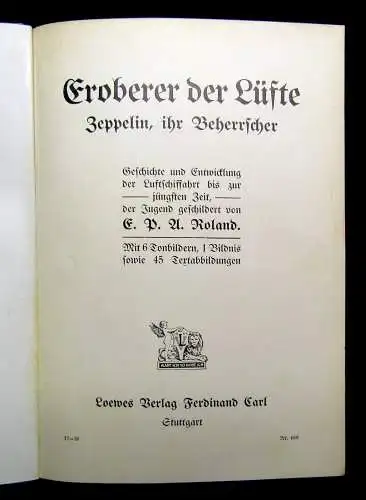 Eroberer der Lüfte
Zeppelin, ihr Beherrscher
Geschichte und Entwicklung
der Luftschiffahrt bis zur
jüngsten Zeit,
der Jugend geschildert von
E. P. A. Roland.
Mit 6 Tonbildern, 1 Bildnis
sowie 45 Textabbildungen
L V
Loewes Verlag Ferdinand Carl
Stuttgart
Nr.